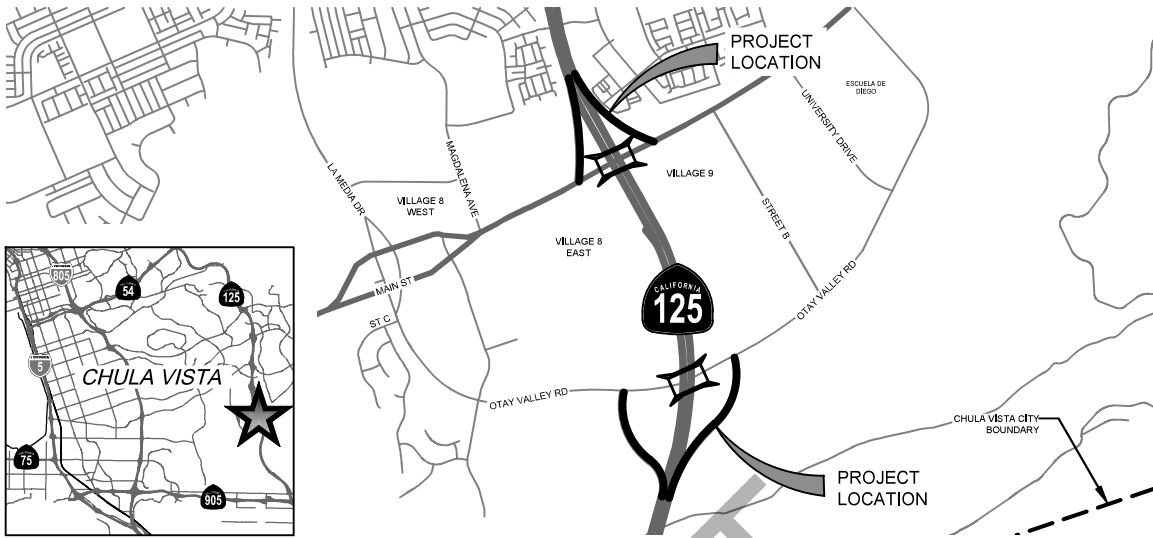 PROJECT
LOCATION
ESCUELA DE
DIEGO
UNIVERSITY DRIVE
LA MEDIA DR
MAGDALENA AVE
VILLAGE 9
VILLAGE 8
WEST
STREET B
VILLAGE 8
EAST
MAIN ST
ST C
CALIFORNIA
125
OTAY VALLEY RD
OTAY VALLEY RD
CHULA VISTA CITY
BOUNDARY
PROJECT
LOCATION
805
54
125
5
CHULA VISTA
75
905